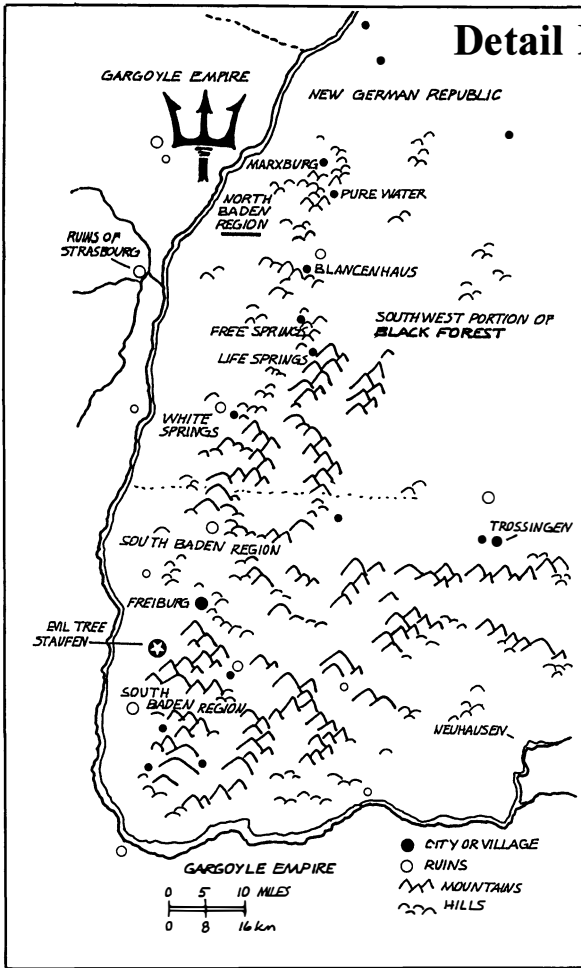 Detail
GARGOYLE EMPIRE
NEW GERMAN REPUBLIC
MARXBURG
PURE WATER
NORTH
BADEN
REGION
RUINS OF
STRASBOURG
BLANCENHAUS
FREE SPRINGS
SOUTHWEST PORTION OF
BLACK FOREST
LIFE SPRINGS
WHITE
SPRINGS
TROSSINGEN
SOUTH BADEN REGION
FREIBURG
EVIL TREE
STAUFEN
SOUTH
BADEN REGION
NEUHAUSEN
CITY OR VILLAGE
RUINS
MOUNTAINS
HILLS
GARGOYLE EMPIRE
0 5 10 MILES
0 8 16 km